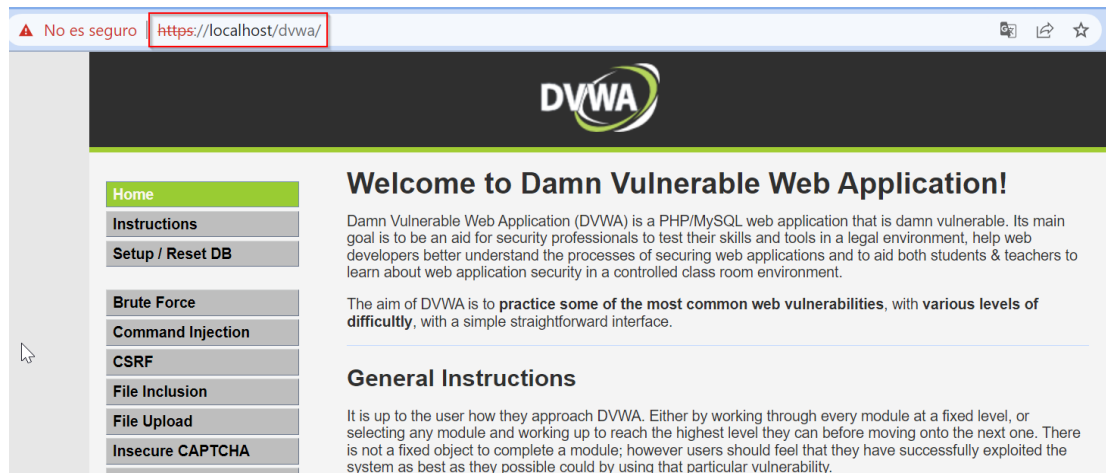 No es seguro https://localhost/dvwa/
DVWA
Home
Instructions
Setup / Reset DB
Brute Force
Command Injection
CSRF
File Inclusion
File Upload
Insecure CAPTCHA
Welcome to Damn Vulnerable Web Application!
Damn Vulnerable Web Application (DVWA) is a PHP/MySQL web application that is damn vulnerable. Its main
goal is to be an aid for security professionals to test their skills and tools in a legal environment, help web
developers better understand the processes of securing web applications and to aid both students & teachers to
learn about web application security in a controlled class room environment.
The aim of DVWA is to practice some of the most common web vulnerabilities, with various levels of
difficultly, with a simple straightforward interface.
General Instructions
It is up to the user how they approach DVWA. Either by working through every module at a fixed level, or
selecting any module and working up to reach the highest level they can before moving onto the next one. There
is not a fixed object to complete a module; however users should feel that they have successfully exploited the
system as best as they possible could by using that particular vulnerability.